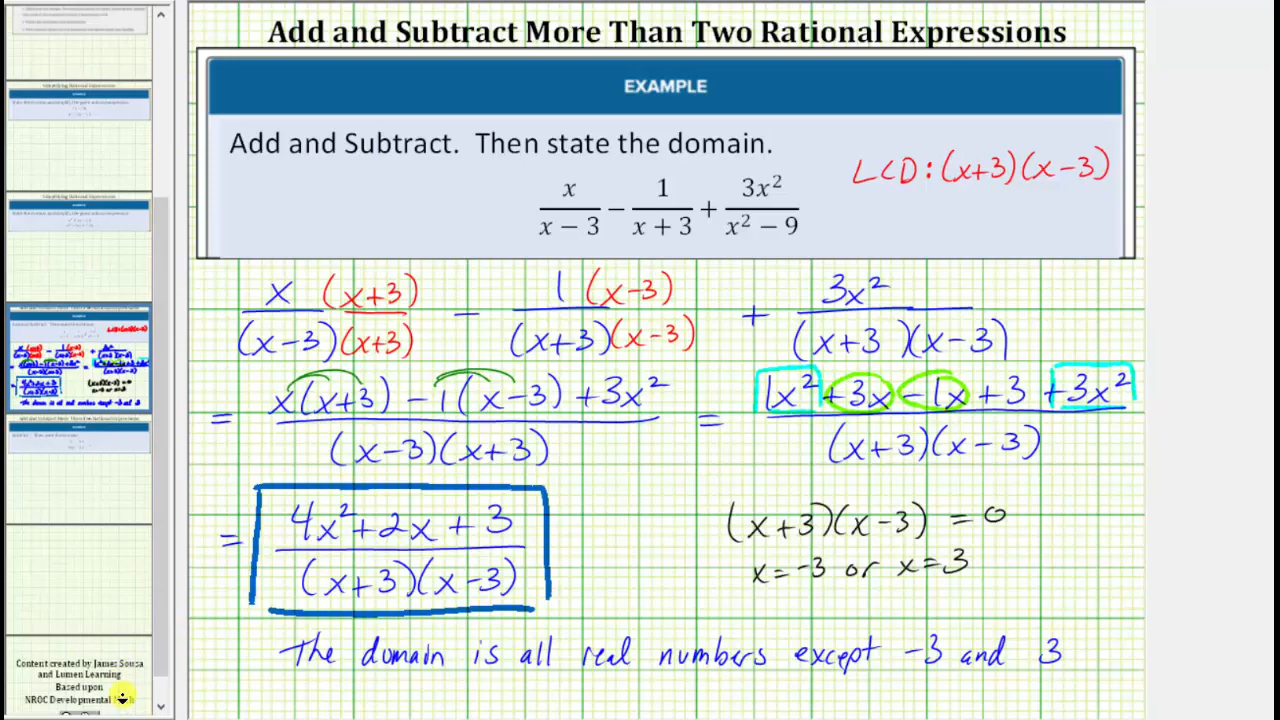 Add and Subtract More Than Two Rational Expressions
EXAMPLE
Add and Subtract. Then state the domain.
LCD: (x+3)(x−3)
x/(x − 3) − 1/(x + 3) + 3x²/(x² − 9)
x (x+3)/(x−3)(x+3) − 1 (x−3)/(x+3)(x−3) + 3x²/(x+3)(x−3)
= (x(x+3) −1(x−3) +3x²)/((x−3)(x+3)) = (1x² +3x −1x +3 +3x²)/((x+3)(x−3))
= (4x²+2x+3)/((x+3)(x−3))
(x+3)(x−3) = 0
x=-3 or x=3
The domain is all real numbers except -3 and 3
Content created by James Sousa
and Lumen Learning
Based upon
NROC Developmental